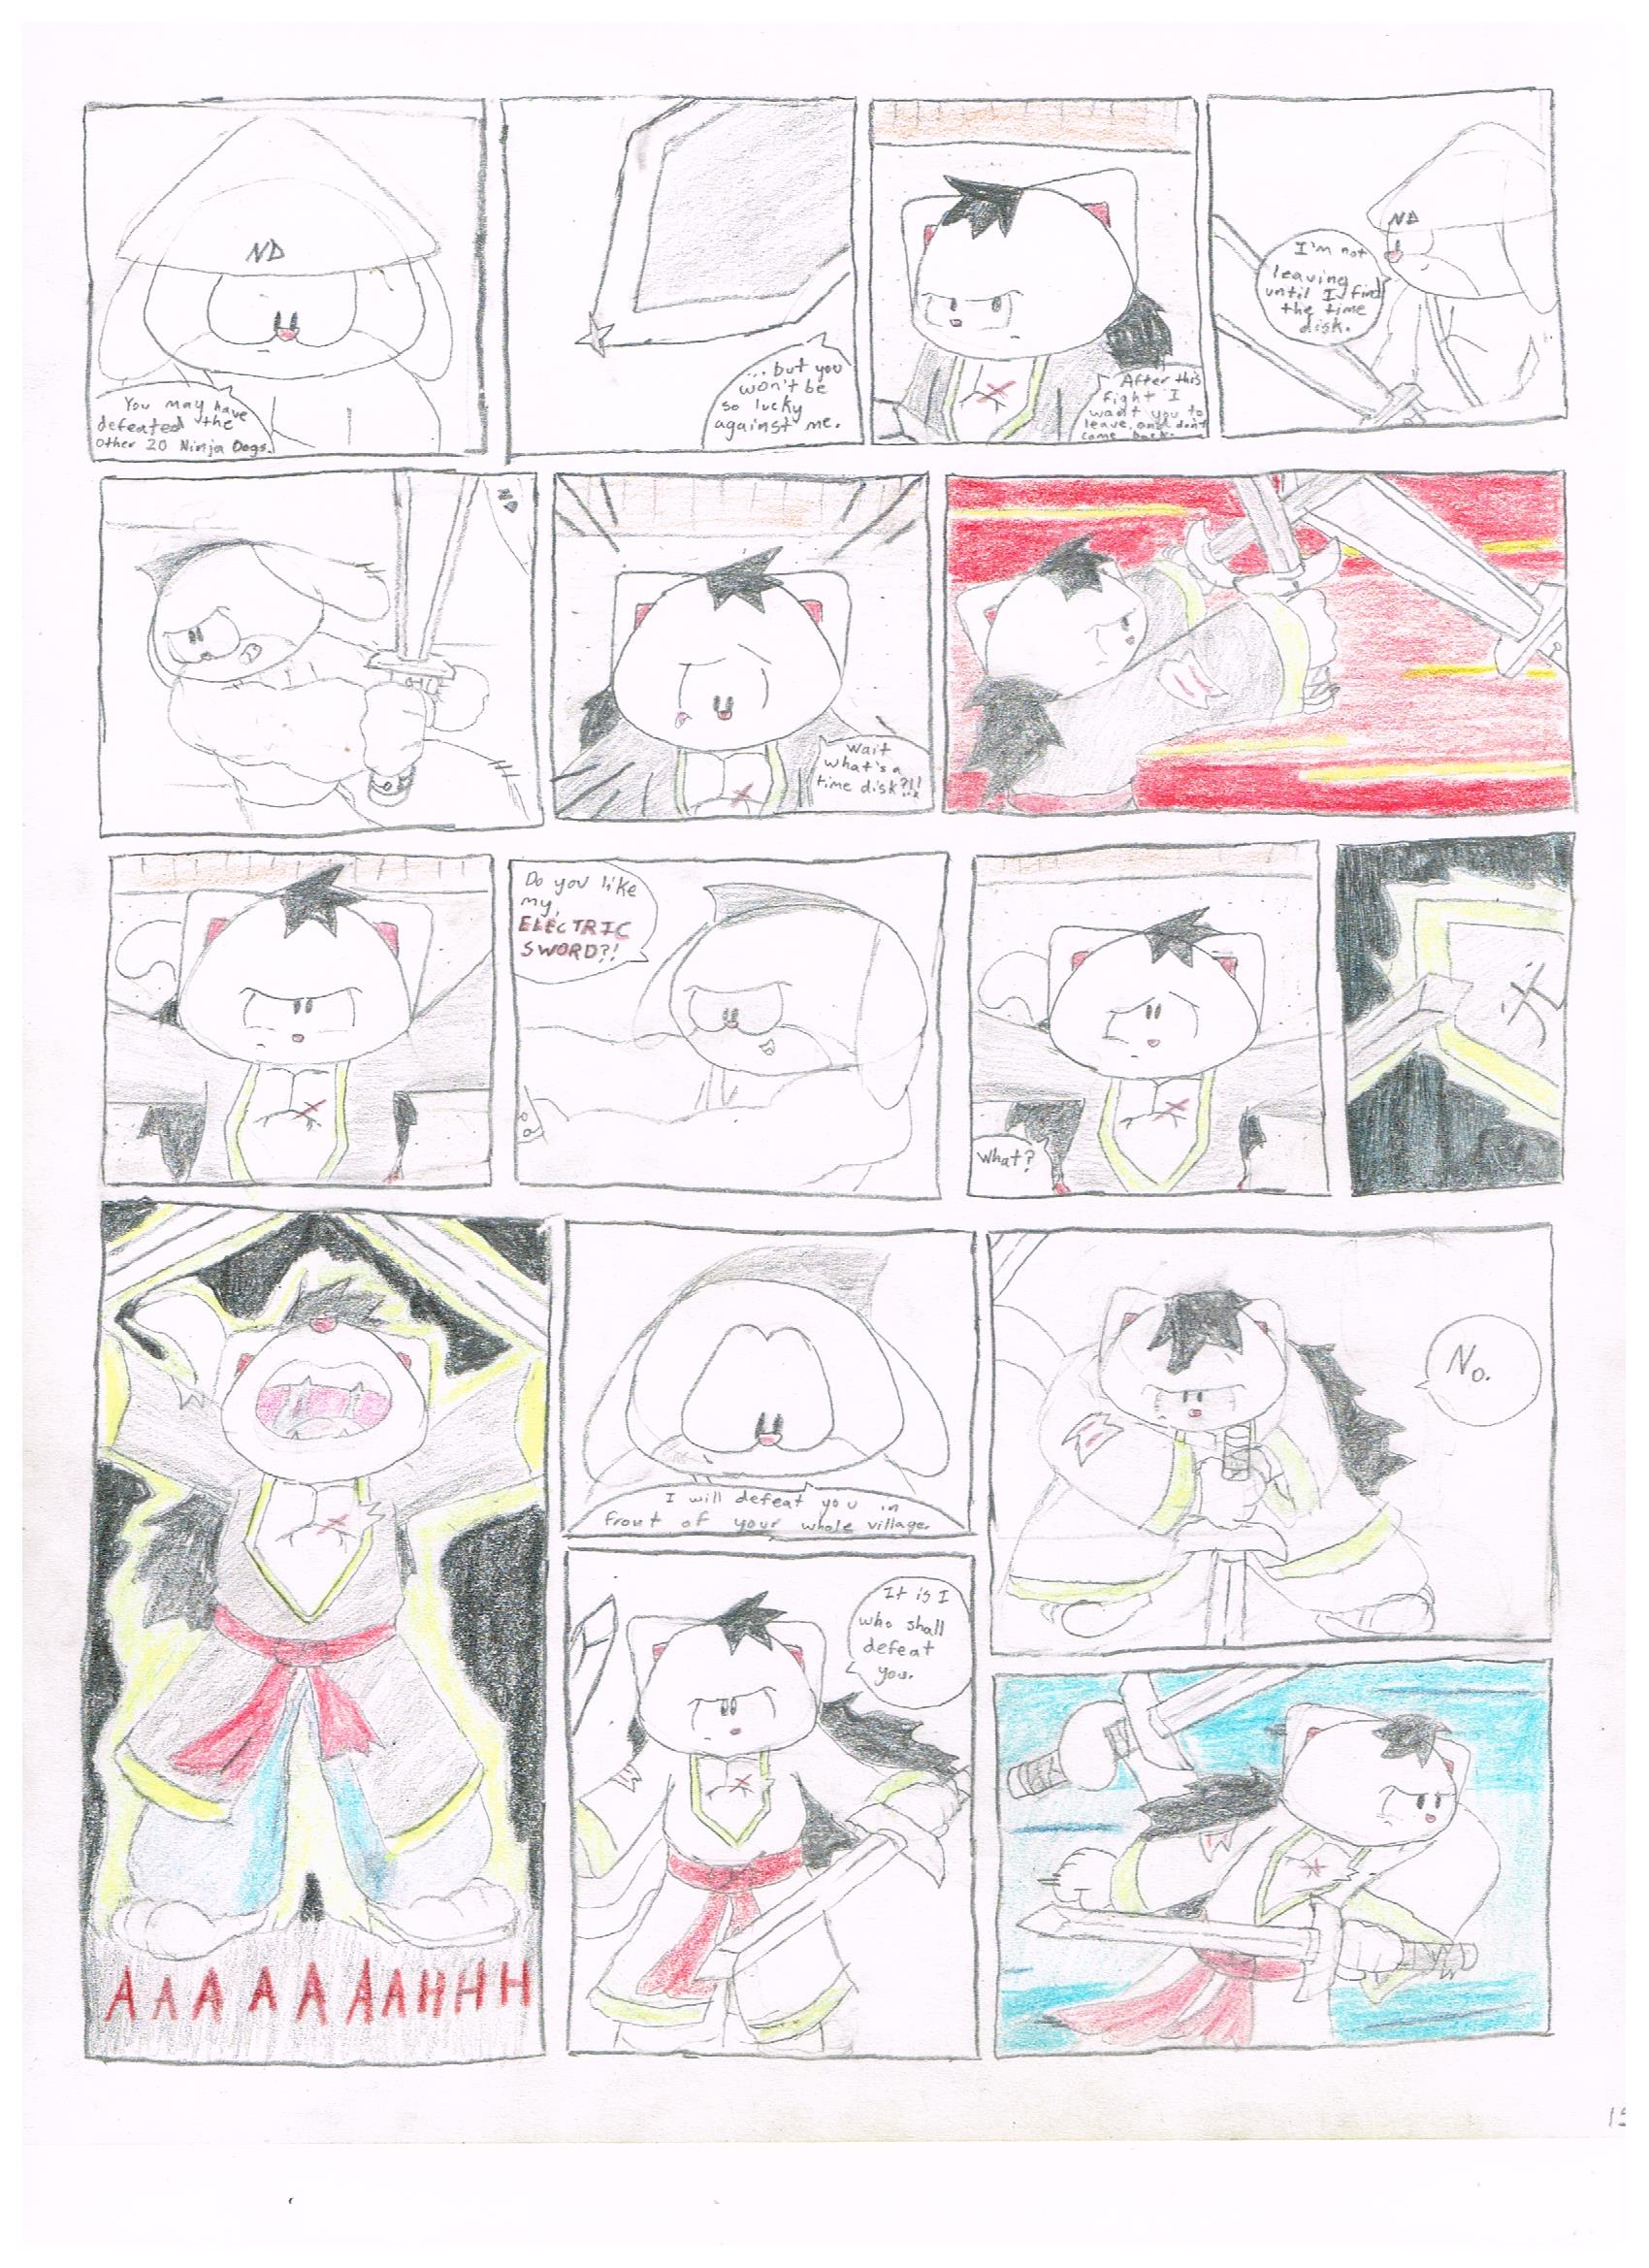 ND
You may have
defeated the
other 20 Ninja Dogs.
...but you
won't be
so lucky
against me.
After this
fight I
want you to
leave, and don't
come back.
ND
I'm not
leaving
until I find
the time
disk.
Wait
what's a
time disk?!!
Do you like
my,
ELECTRIC
SWORD?!
What?
AAAAAAAHHHH
I will defeat you in
front of your whole village.
No.
It is I
who shall
defeat
you.